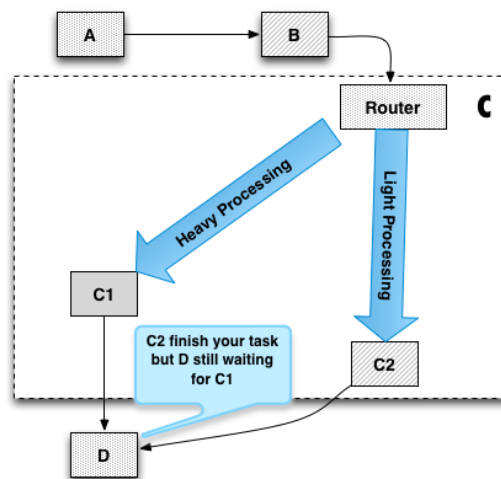 A
B
Router
C
Heavy Processing
Light Processing
C1
C2 finish your task
but D still waiting
for C1
C2
D